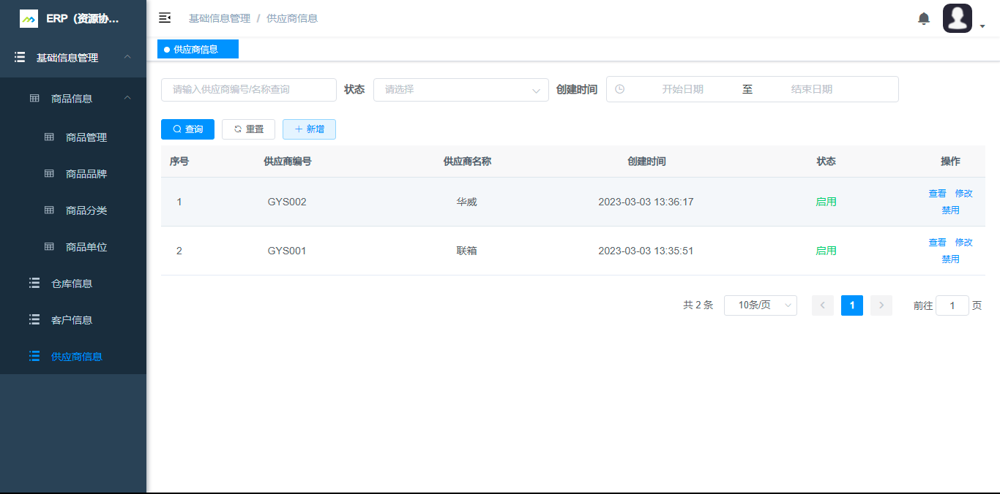 ERP（资源协...
基础信息管理
商品信息
商品管理
商品品牌
商品分类
商品单位
仓库信息
客户信息
供应商信息
基础信息管理 / 供应商信息
供应商信息
请输入供应商编号/名称查询 状态 请选择 创建时间 开始日期 至 结束日期
查询 重置 新增
序号 供应商编号 供应商名称 创建时间 状态 操作
1 GYS002 华威 2023-03-03 13:36:17 启用 查看 修改
禁用
2 GYS001 联箱 2023-03-03 13:35:51 启用 查看 修改
禁用
共 2 条 10条/页 1 前往 1 页